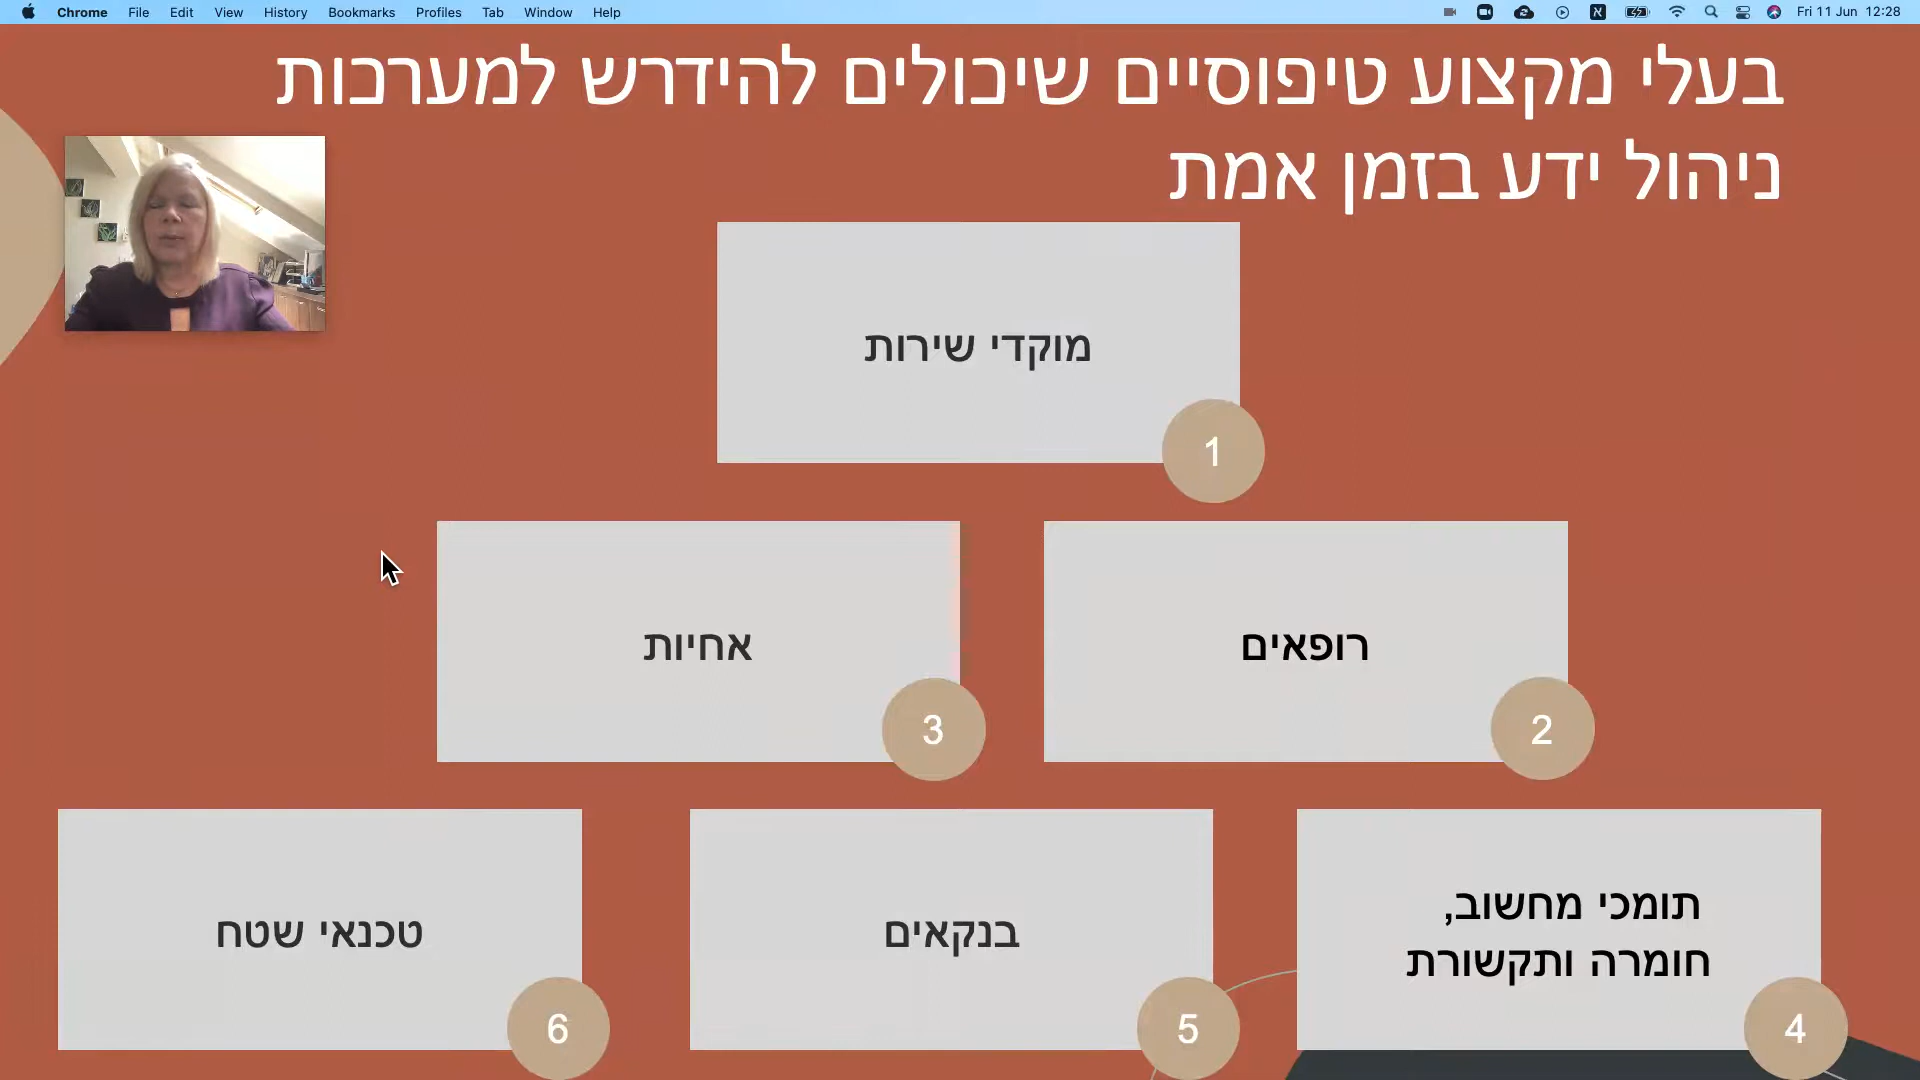 Chrome File Edit View History Bookmarks Profiles Tab Window Help Fri 11 Jun 12:28
בעלי מקצוע טיפוסיים שיכולים להידרש למערכות
ניהול ידע בזמן אמת
מוקדי שירות
1
רופאים
2
אחיות
3
תומכי מחשוב,
חומרה ותקשורת
4
בנקאים
5
טכנאי שטח
6